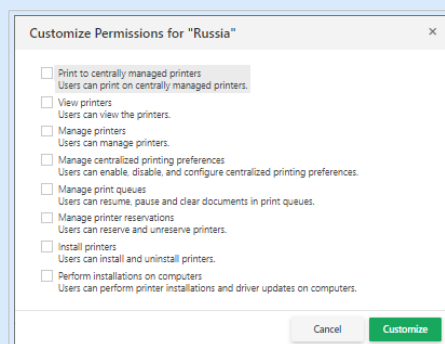 Customize Permissions for "Russia"
×
Print to centrally managed printers
Users can print on centrally managed printers.
View printers
Users can view the printers.
Manage printers
Users can manage printers.
Manage centralized printing preferences
Users can enable, disable, and configure centralized printing preferences.
Manage print queues
Users can resume, pause and clear documents in print queues.
Manage printer reservations
Users can reserve and unreserve printers.
Install printers
Users can install and uninstall printers.
Perform installations on computers
Users can perform printer installations and driver updates on computers.
Cancel
Customize